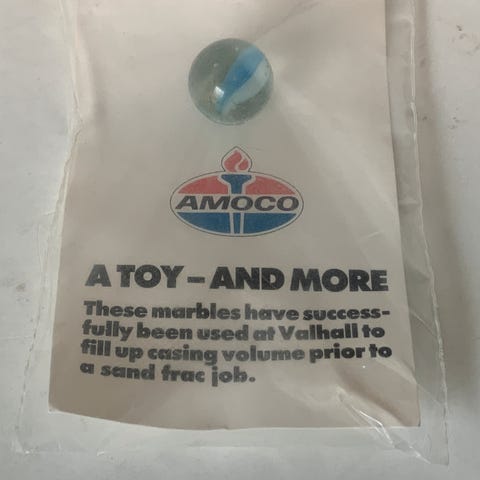 AMOCO
A TOY – AND MORE
These marbles have success-
fully been used at Valhall to
fill up casing volume prior to
a sand frac job.